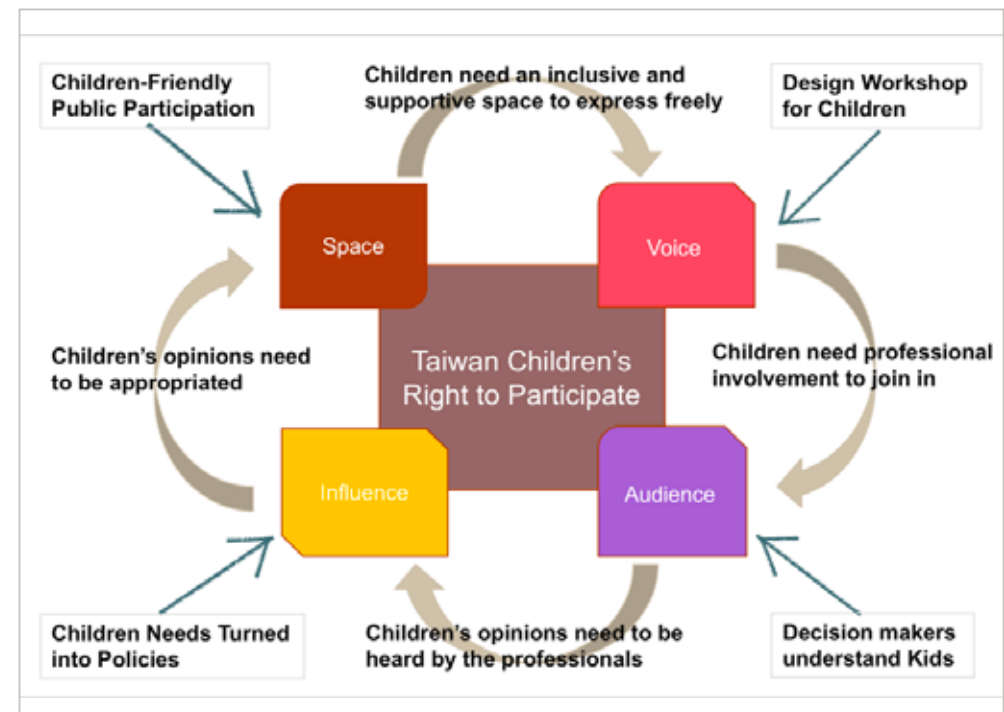 Children-Friendly
Public Participation
Children need an inclusive and
supportive space to express freely
Design Workshop
for Children
Space
Voice
Children's opinions need
to be appropriated
Taiwan Children's
Right to Participate
Children need professional
involvement to join in
Influence
Audience
Children Needs Turned
into Policies
Children's opinions need to be
heard by the professionals
Decision makers
understand Kids